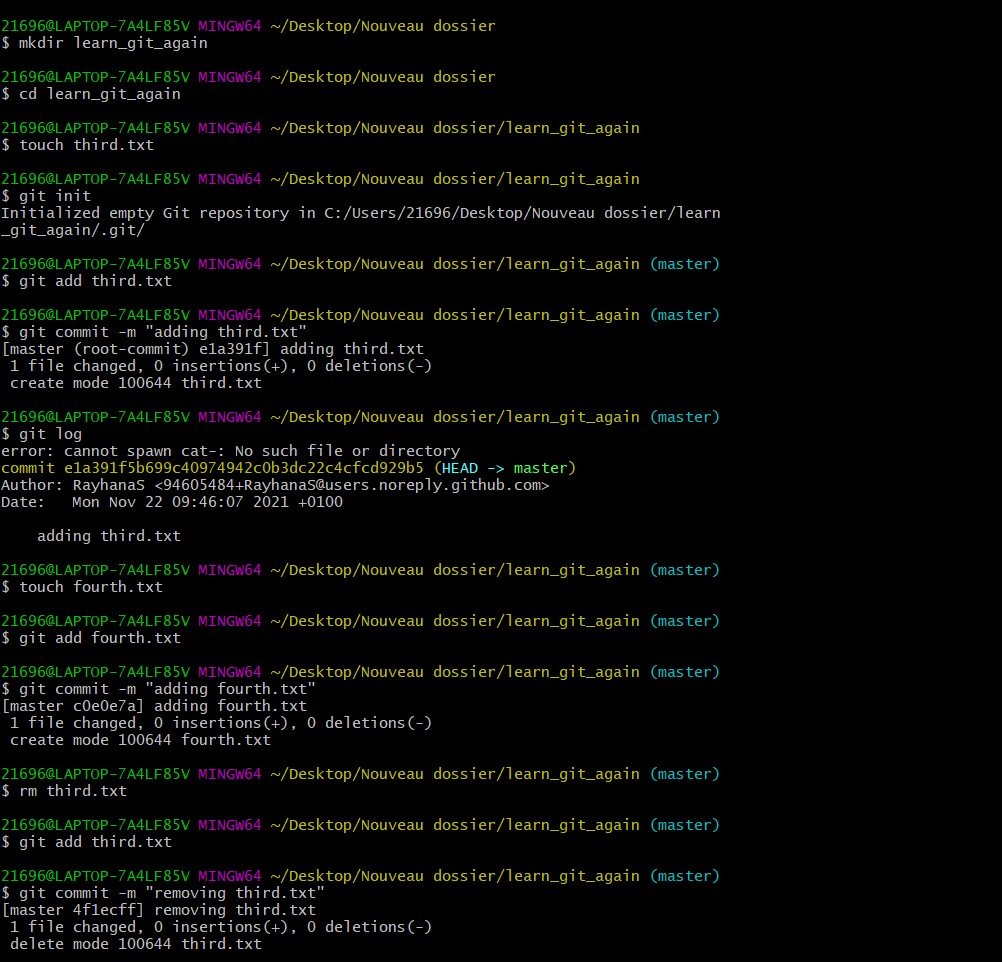 21696@LAPTOP-7A4LF85V MINGW64 ~/Desktop/Nouveau dossier
$ mkdir learn_git_again
21696@LAPTOP-7A4LF85V MINGW64 ~/Desktop/Nouveau dossier
$ cd learn_git_again
21696@LAPTOP-7A4LF85V MINGW64 ~/Desktop/Nouveau dossier/learn_git_again
$ touch third.txt
21696@LAPTOP-7A4LF85V MINGW64 ~/Desktop/Nouveau dossier/learn_git_again
$ git init
Initialized empty Git repository in C:/Users/21696/Desktop/Nouveau dossier/learn
_git_again/.git/
21696@LAPTOP-7A4LF85V MINGW64 ~/Desktop/Nouveau dossier/learn_git_again (master)
$ git add third.txt
21696@LAPTOP-7A4LF85V MINGW64 ~/Desktop/Nouveau dossier/learn_git_again (master)
$ git commit -m "adding third.txt"
[master (root-commit) e1a391f] adding third.txt
 1 file changed, 0 insertions(+), 0 deletions(-)
 create mode 100644 third.txt
21696@LAPTOP-7A4LF85V MINGW64 ~/Desktop/Nouveau dossier/learn_git_again (master)
$ git log
error: cannot spawn cat-: No such file or directory
commit e1a391f5b699c40974942c0b3dc22c4cfcd929b5 (HEAD -> master)
Author: RayhanaS <94605484+RayhanaS@users.noreply.github.com>
Date:   Mon Nov 22 09:46:07 2021 +0100
    adding third.txt
21696@LAPTOP-7A4LF85V MINGW64 ~/Desktop/Nouveau dossier/learn_git_again (master)
$ touch fourth.txt
21696@LAPTOP-7A4LF85V MINGW64 ~/Desktop/Nouveau dossier/learn_git_again (master)
$ git add fourth.txt
21696@LAPTOP-7A4LF85V MINGW64 ~/Desktop/Nouveau dossier/learn_git_again (master)
$ git commit -m "adding fourth.txt"
[master c0e0e7a] adding fourth.txt
 1 file changed, 0 insertions(+), 0 deletions(-)
 create mode 100644 fourth.txt
21696@LAPTOP-7A4LF85V MINGW64 ~/Desktop/Nouveau dossier/learn_git_again (master)
$ rm third.txt
21696@LAPTOP-7A4LF85V MINGW64 ~/Desktop/Nouveau dossier/learn_git_again (master)
$ git add third.txt
21696@LAPTOP-7A4LF85V MINGW64 ~/Desktop/Nouveau dossier/learn_git_again (master)
$ git commit -m "removing third.txt"
[master 4f1ecff] removing third.txt
 1 file changed, 0 insertions(+), 0 deletions(-)
 delete mode 100644 third.txt